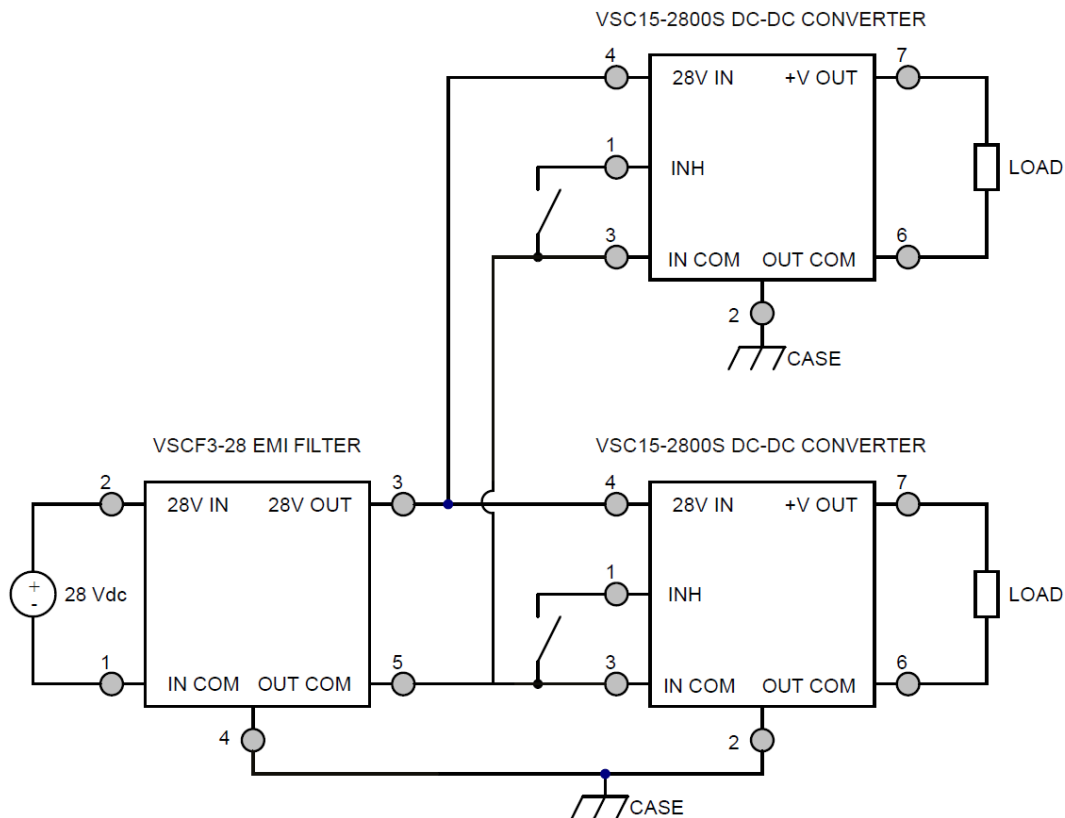 VSC15-2800S DC-DC CONVERTER
4 28V IN +V OUT 7
1 INH LOAD
3 IN COM OUT COM 6
2 CASE
VSCF3-28 EMI FILTER VSC15-2800S DC-DC CONVERTER
2 28V IN 28V OUT 3 4 28V IN +V OUT 7
+ - 28 Vdc 1 INH LOAD
1 IN COM OUT COM 5 3 IN COM OUT COM 6
4 2
CASE